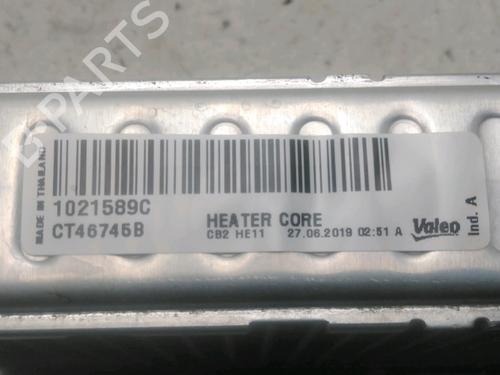 MADE IN THAILAND
1021589C
CT46745B
HEATER CORE
CB2 HE11 27.06.2019 02:51 A
Valeo
Ind. A
B-PARTS